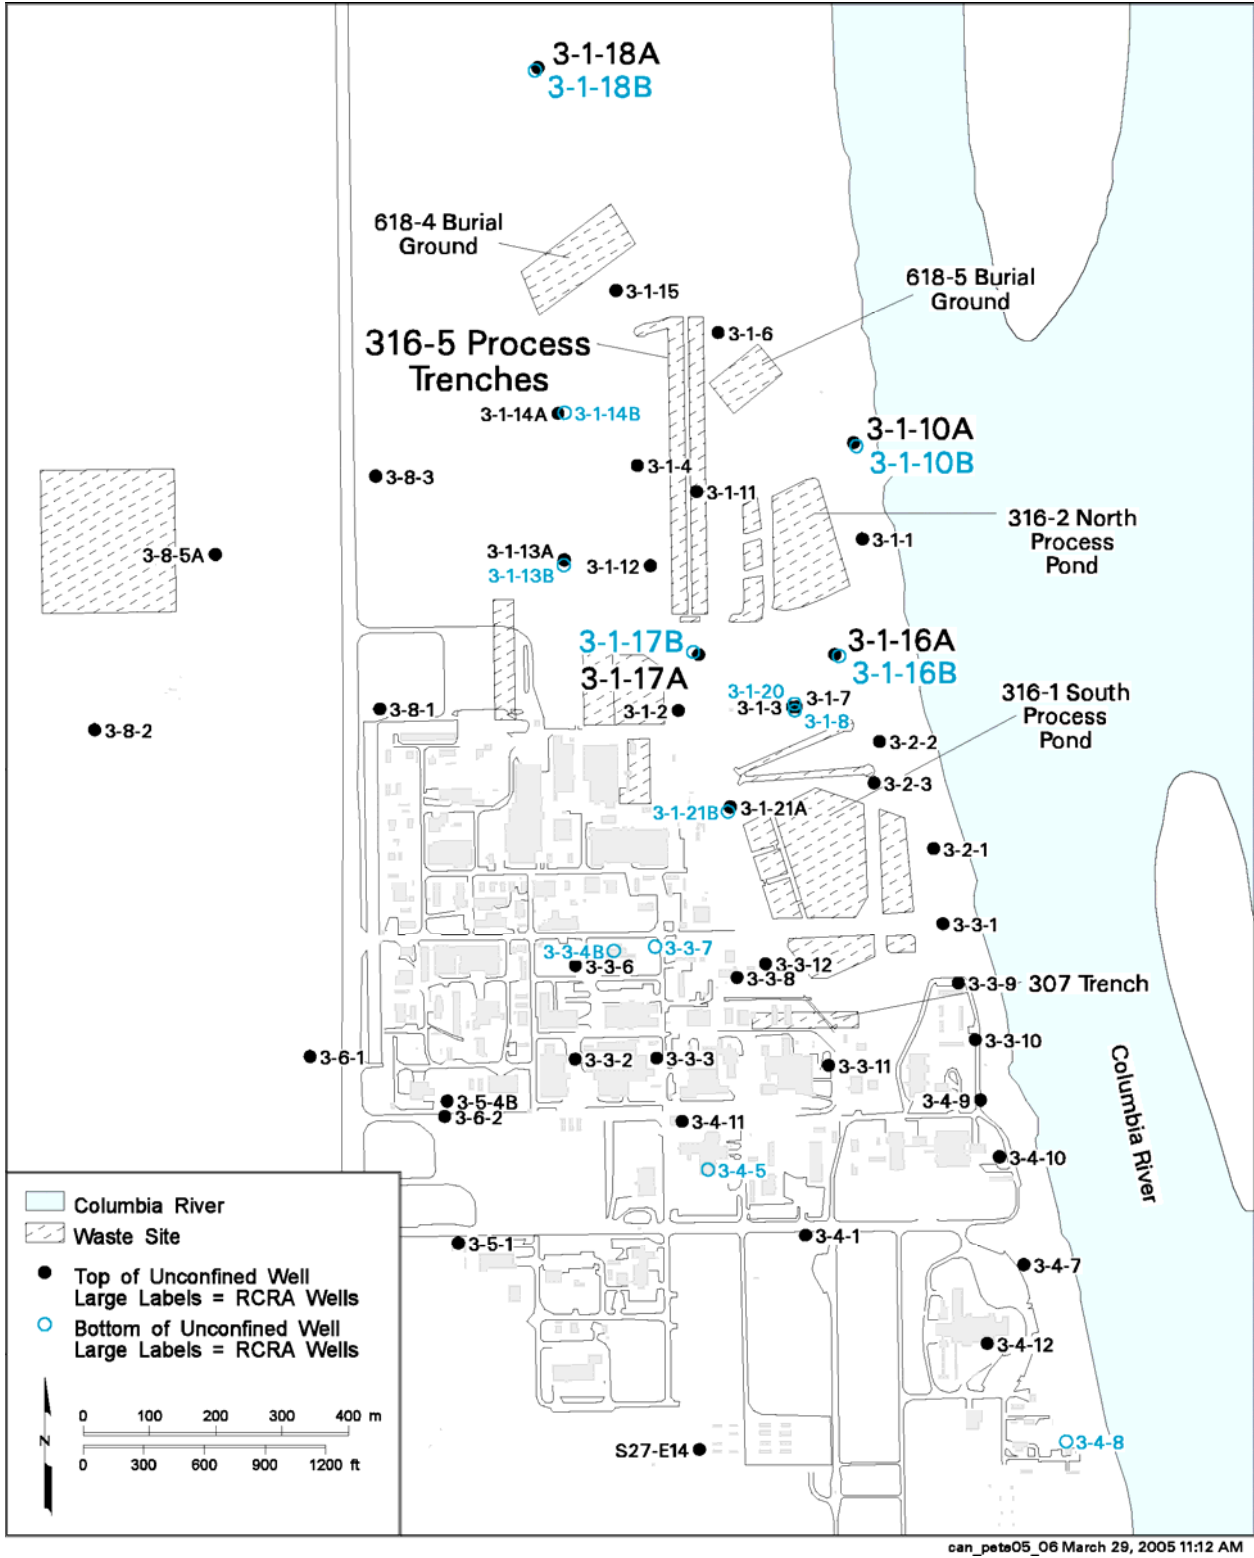 3-1-18A
3-1-18B
618-4 Burial
Ground
3-1-15
618-5 Burial
Ground
3-1-6
316-5 Process
Trenches
3-1-14A
3-1-14B
3-1-10A
3-1-10B
3-8-3
3-1-4
3-1-11
316-2 North
Process
Pond
3-1-1
3-8-5A
3-1-13A
3-1-13B
3-1-12
3-1-17B
3-1-17A
3-1-16A
3-1-16B
3-1-20
3-1-7
3-1-3
3-1-8
316-1 South
Process
Pond
3-8-1
3-1-2
3-8-2
3-2-2
3-2-3
3-1-21B
3-1-21A
3-2-1
3-3-1
3-3-4B
3-3-7
3-3-6
3-3-12
3-3-8
3-3-9
307 Trench
3-3-10
3-6-1
3-3-2
3-3-3
3-3-11
3-5-4B
3-6-2
3-4-9
3-4-11
3-4-10
3-4-5
Columbia River
3-5-1
3-4-1
3-4-7
3-4-12
S27-E14
3-4-8
Columbia River
Waste Site
Top of Unconfined Well
Large Labels = RCRA Wells
Bottom of Unconfined Well
Large Labels = RCRA Wells
N
0 100 200 300 400 m
0 300 600 900 1200 ft
can_pete05_06 March 29, 2005 11:12 AM